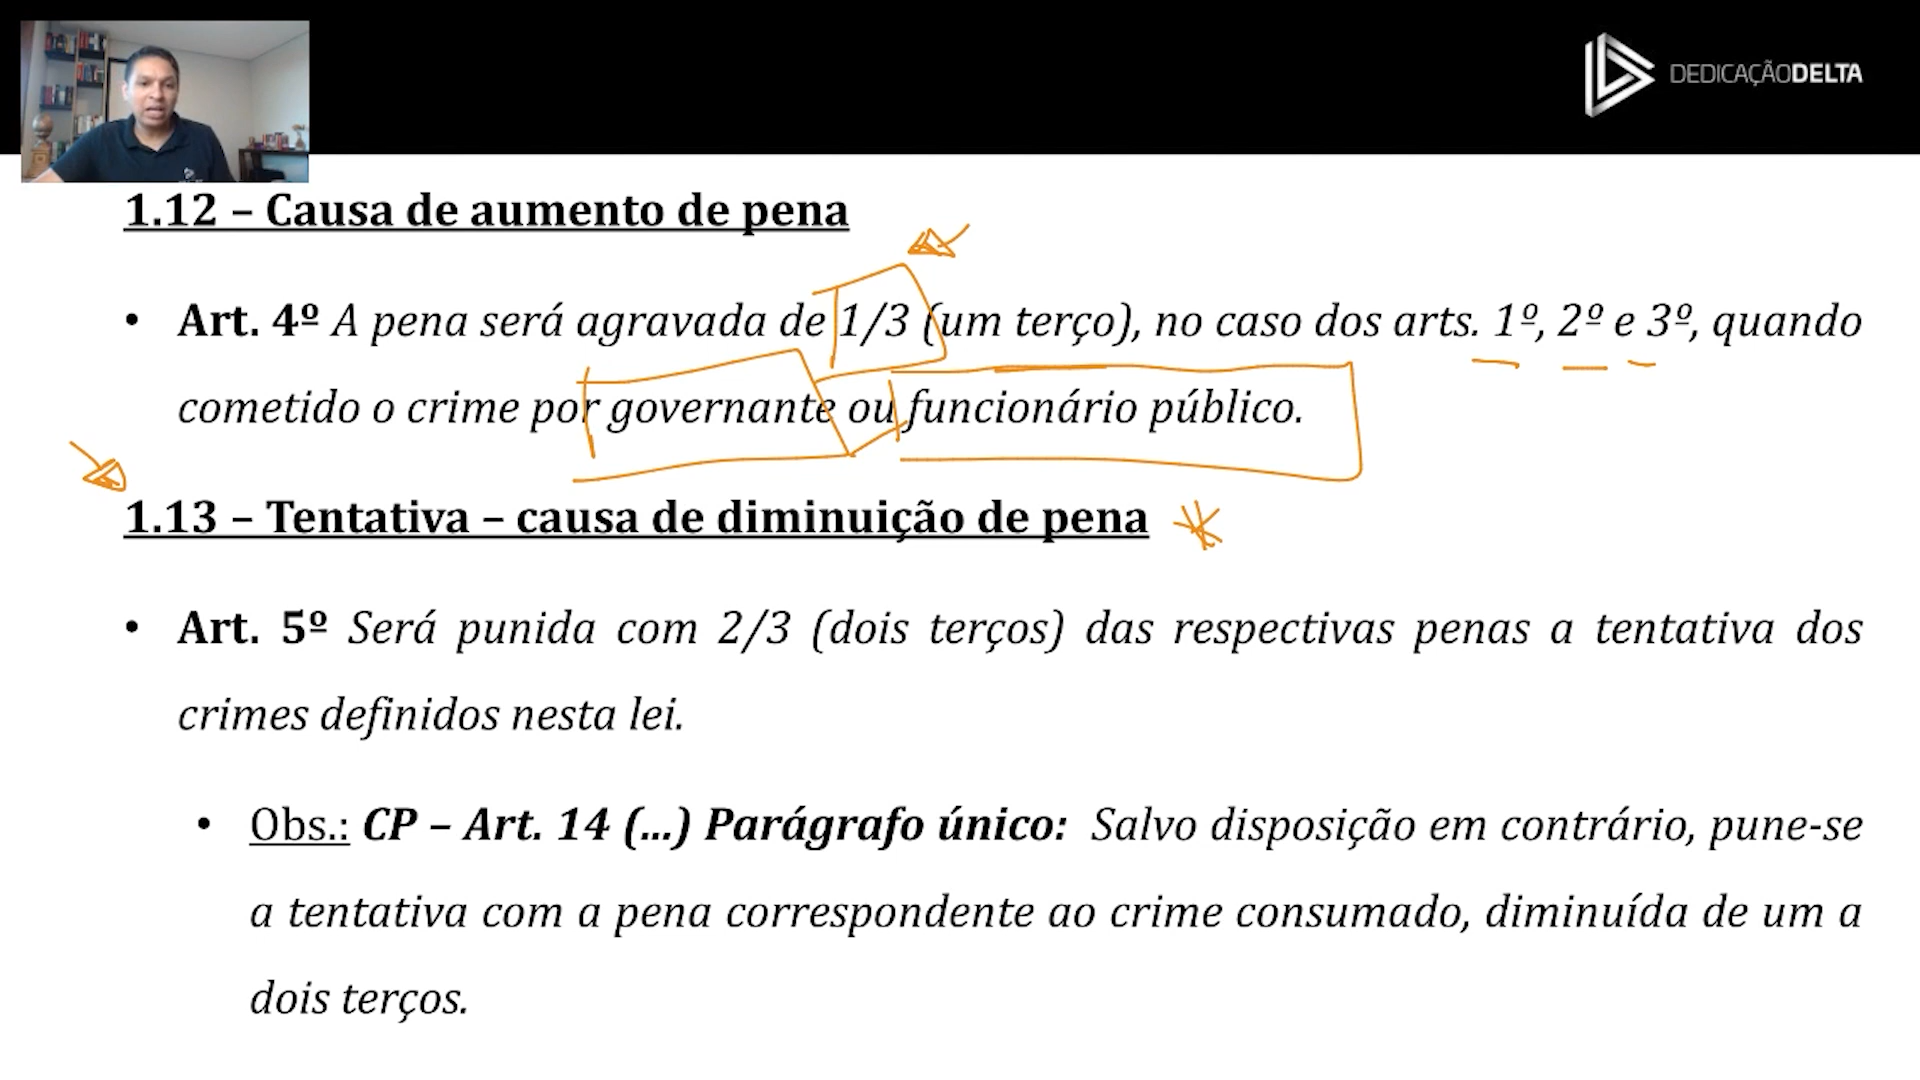 DEDICAÇÃODELTA
1.12 – Causa de aumento de pena
• Art. 4º A pena será agravada de 1/3 (um terço), no caso dos arts. 1º, 2º e 3º, quando
cometido o crime por governante ou funcionário público.
1.13 – Tentativa – causa de diminuição de pena
• Art. 5º Será punida com 2/3 (dois terços) das respectivas penas a tentativa dos
crimes definidos nesta lei.
• Obs.: CP – Art. 14 (...) Parágrafo único: Salvo disposição em contrário, pune-se
a tentativa com a pena correspondente ao crime consumado, diminuída de um a
dois terços.